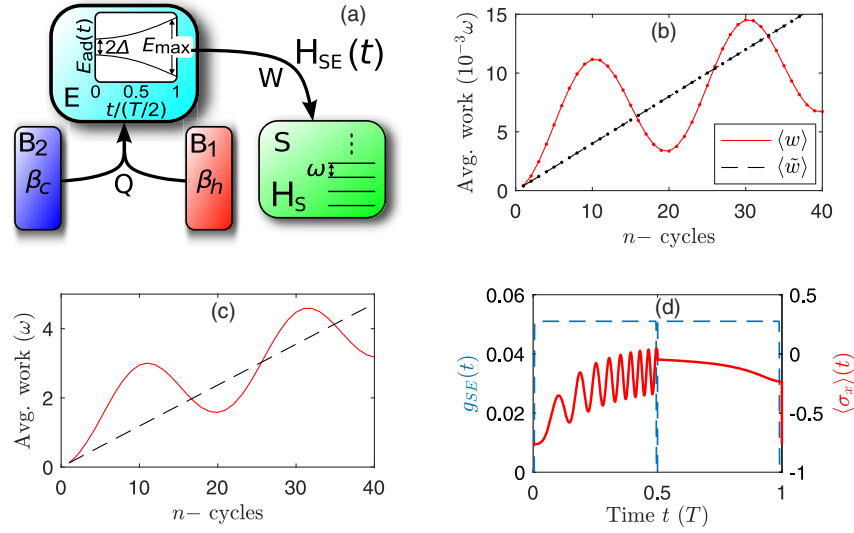 (a)
E_ad(t)
2Δ
E_max
0 0.5 1
t/(T/2)
E
H_SE(t)
W
B_2
β_c
Q
B_1
β_h
S
ω
H_S
(b)
Avg. work (10^{-3}ω)
15
10
5
0
0 10 20 30 40
n− cycles
⟨w⟩
⟨w̃⟩
(c)
Avg. work (ω)
4
2
0
0 10 20 30 40
n− cycles
(d)
g_SE(t)
0.06
0.04
0.02
0
0.5
0
-0.5
-1
⟨σ_x⟩(t)
0 0.5 1
Time t (T)